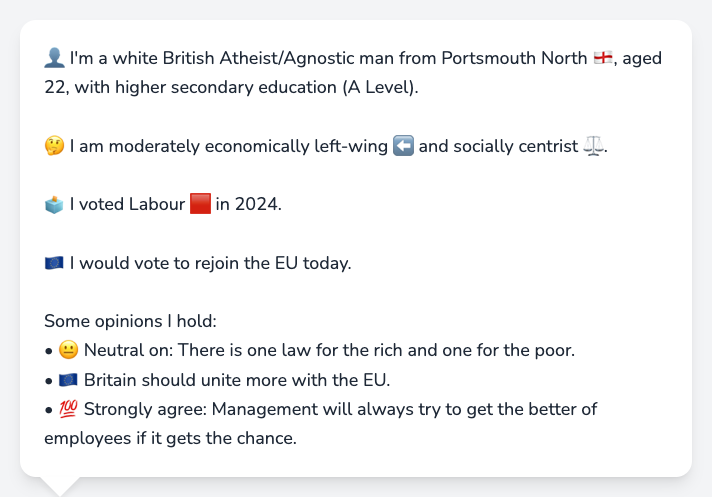 👤 I'm a white British Atheist/Agnostic man from Portsmouth North 🏴󠁧󠁢󠁥󠁮󠁧󠁿, aged
22, with higher secondary education (A Level).
🤔 I am moderately economically left-wing ⬅️ and socially centrist ⚖️.
🗳️ I voted Labour 🟥 in 2024.
🇪🇺 I would vote to rejoin the EU today.
Some opinions I hold:
• 😐 Neutral on: There is one law for the rich and one for the poor.
• 🇪🇺 Britain should unite more with the EU.
• 💯 Strongly agree: Management will always try to get the better of
employees if it gets the chance.